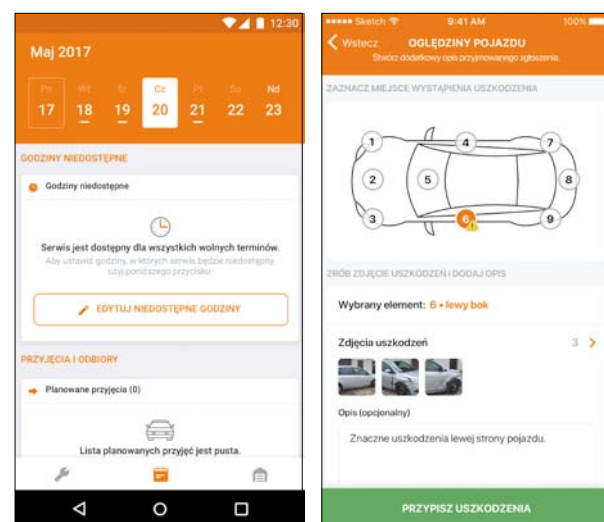 12:30
Maj 2017
Pn Wt Śr Cz Pt So Nd
17 18 19 20 21 22 23
GODZINY NIEDOSTĘPNE
Godziny niedostępne
Serwis jest dostępny dla wszystkich wolnych terminów.
Aby ustawić godziny, w których serwis będzie niedostępny,
użyj poniższego przycisku.
EDYTUJ NIEDOSTĘPNE GODZINY
PRZYJĘCIA I ODBIORY
Planowane przyjęcia (0)
Lista planowanych przyjęć jest pusta.
Sketch 9:41 AM 100%
Wstecz OGLĘDZINY POJAZDU
Stwórz dodatkowy opis przyjmowanego zgłoszenia.
ZAZNACZ MIEJSCE WYSTĄPIENIA USZKODZENIA
1 4 7
2 5 8
3 6 9
ZRÓB ZDJĘCIE USZKODZEŃ I DODAJ OPIS
Wybrany element: 6 • lewy bok
Zdjęcia uszkodzeń 3
Opis (opcjonalny)
Znaczne uszkodzenia lewej strony pojazdu.
PRZYPISZ USZKODZENIA